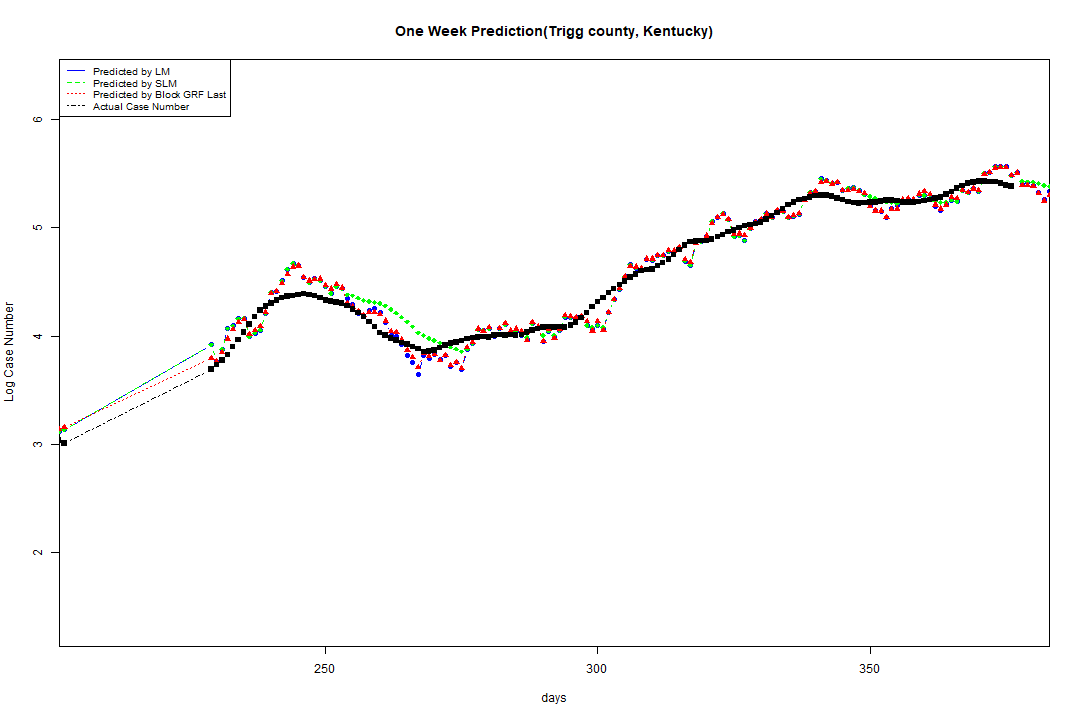 One Week Prediction(Trigg county, Kentucky)
Predicted by LM
Predicted by SLM
Predicted by Block GRF Last
Actual Case Number
6
5
4
3
2
Log Case Number
250
300
350
days